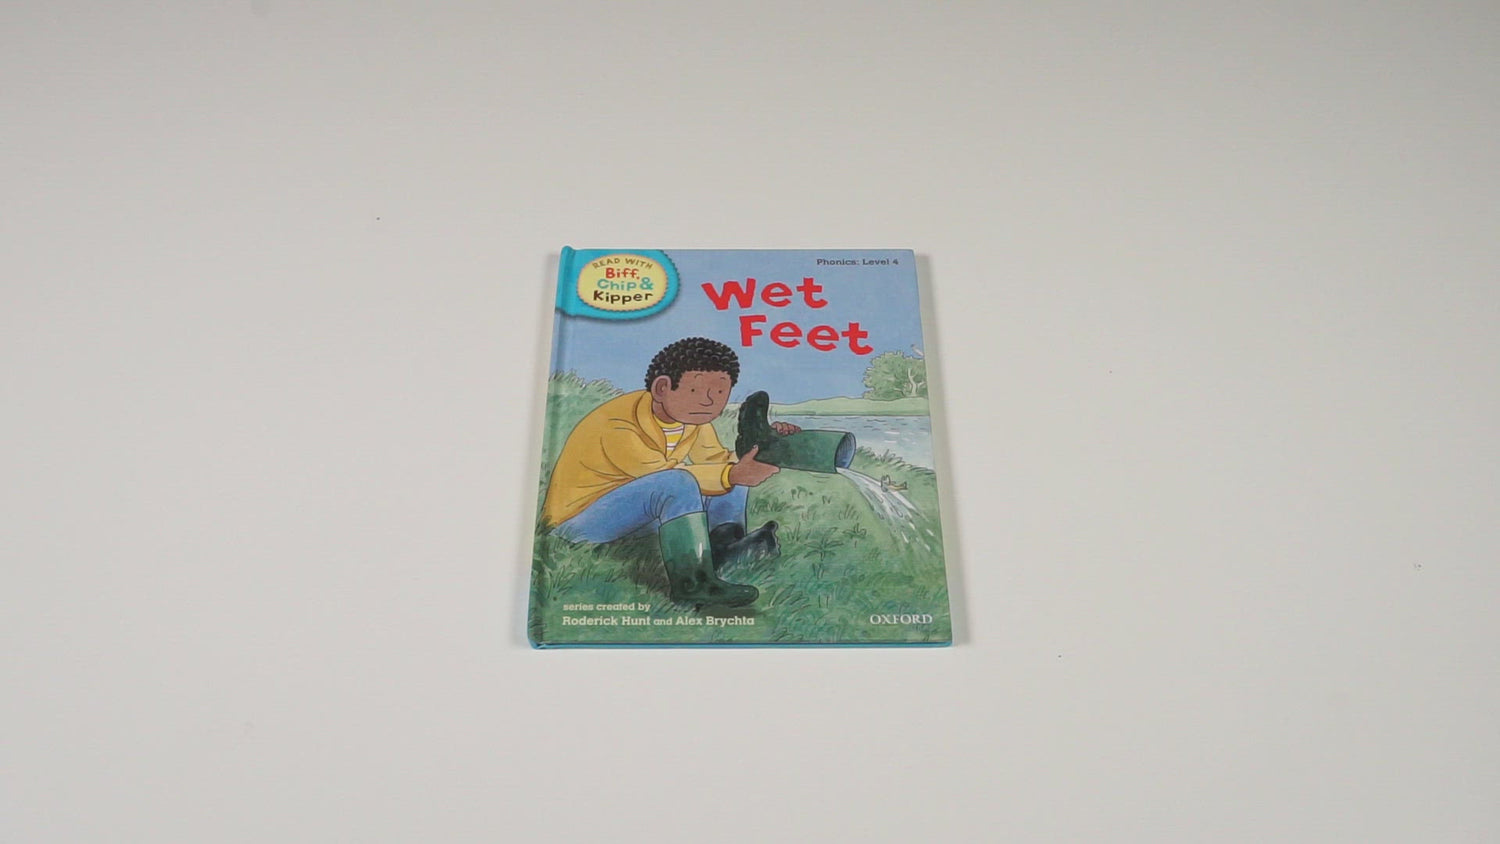 READ WITH
Biff,
Chip &
Kipper
Phonics: Level 4
Wet
Feet
series created by
Roderick Hunt and Alex Brychta
OXFORD